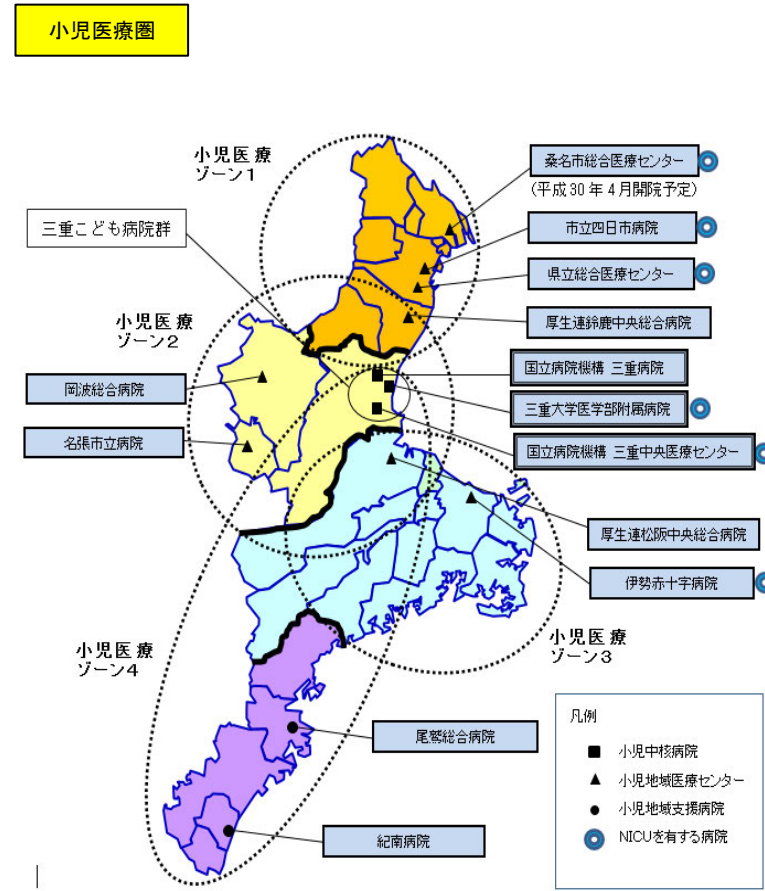 小児医療圏
小児医療
ゾーン1
桑名市総合医療センター
(平成30年4月開院予定)
三重こども病院群
市立四日市病院
県立総合医療センター
小児医療
ゾーン2
厚生連鈴鹿中央総合病院
国立病院機構 三重病院
岡波総合病院
三重大学医学部附属病院
名張市立病院
国立病院機構 三重中央医療センター
厚生連松阪中央総合病院
伊勢赤十字病院
小児医療
ゾーン3
小児医療
ゾーン4
尾鷲総合病院
紀南病院
凡例
小児中核病院
小児地域医療センター
小児地域支援病院
NICUを有する病院